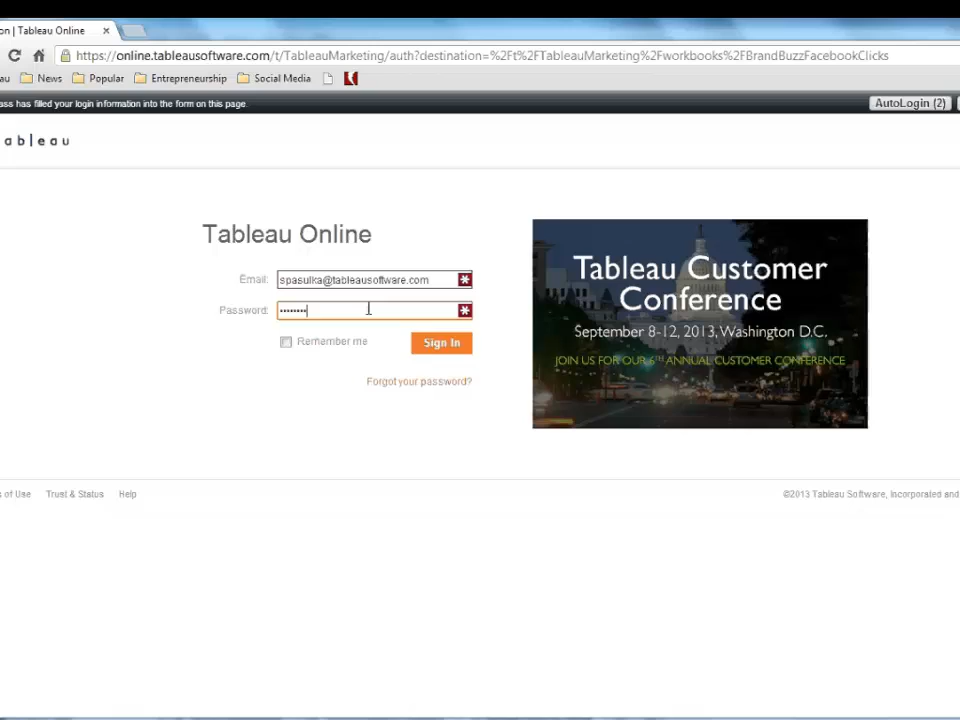 on | Tableau Online
https://online.tableausoftware.com/t/TableauMarketing/auth?destination=%2Ft%2FTableauMarketing%2Fworkbooks%2FBrandBuzzFacebookClicks
au News Popular Entrepreneurship Social Media
ass has filled your login information into the form on this page. AutoLogin (2)
ableau
Tableau Online
Email: spasulka@tableausoftware.com
Password: ••••••••
Remember me Sign In
Forgot your password?
Tableau Customer
Conference
September 8-12, 2013, Washington D.C.
JOIN US FOR OUR 6TH ANNUAL CUSTOMER CONFERENCE
s of Use Trust & Status Help ©2013 Tableau Software, Incorporated and